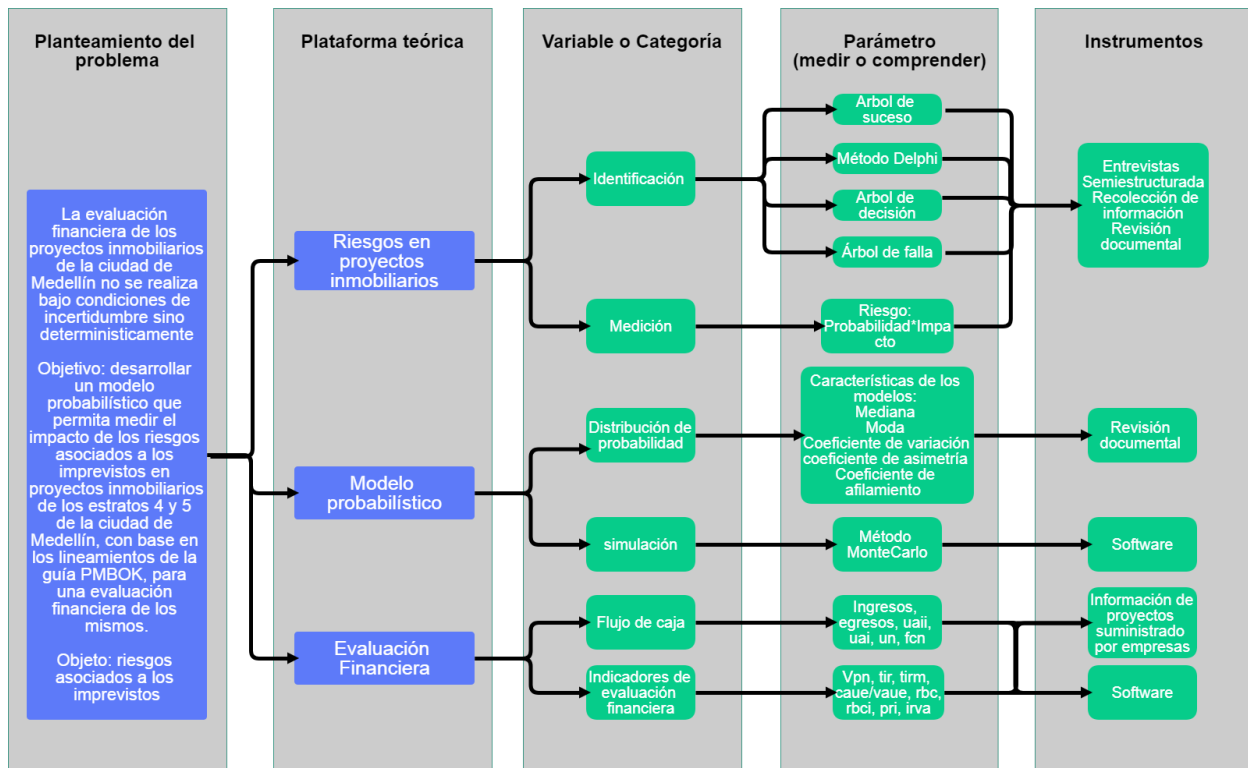 Planteamiento del
problema
Plataforma teórica
Variable o Categoría
Parámetro
(medir o comprender)
Instrumentos
La evaluación
financiera de los
proyectos inmobiliarios
de la ciudad de
Medellín no se realiza
bajo condiciones de
incertidumbre sino
deterministicamente
Objetivo: desarrollar
un modelo
probabilístico que
permita medir el
impacto de los riesgos
asociados a los
imprevistos en
proyectos inmobiliarios
de los estratos 4 y 5
de la ciudad de
Medellín, con base en
los lineamientos de la
guía PMBOK, para
una evaluación
financiera de los
mismos.
Objeto: riesgos
asociados a los
imprevistos
Riesgos en
proyectos
inmobiliarios
Modelo
probabilístico
Evaluación
Financiera
Identificación
Medición
Distribución de
probabilidad
simulación
Flujo de caja
Indicadores de
evaluación
financiera
Arbol de
suceso
Método Delphi
Arbol de
decisión
Árbol de falla
Riesgo:
Probabilidad*Impa
cto
Características de los
modelos:
Mediana
Moda
Coeficiente de variación
coeficiente de asimetría
Coeficiente de
afilamiento
Método
MonteCarlo
Ingresos,
egresos, uaii,
uai, un, fcn
Vpn, tir, tirm,
caue/vaue, rbc,
rbci, pri, irva
Entrevistas
Semiestructurada
Recolección de
información
Revisión
documental
Revisión
documental
Software
Información de
proyectos
suministrado
por empresas
Software